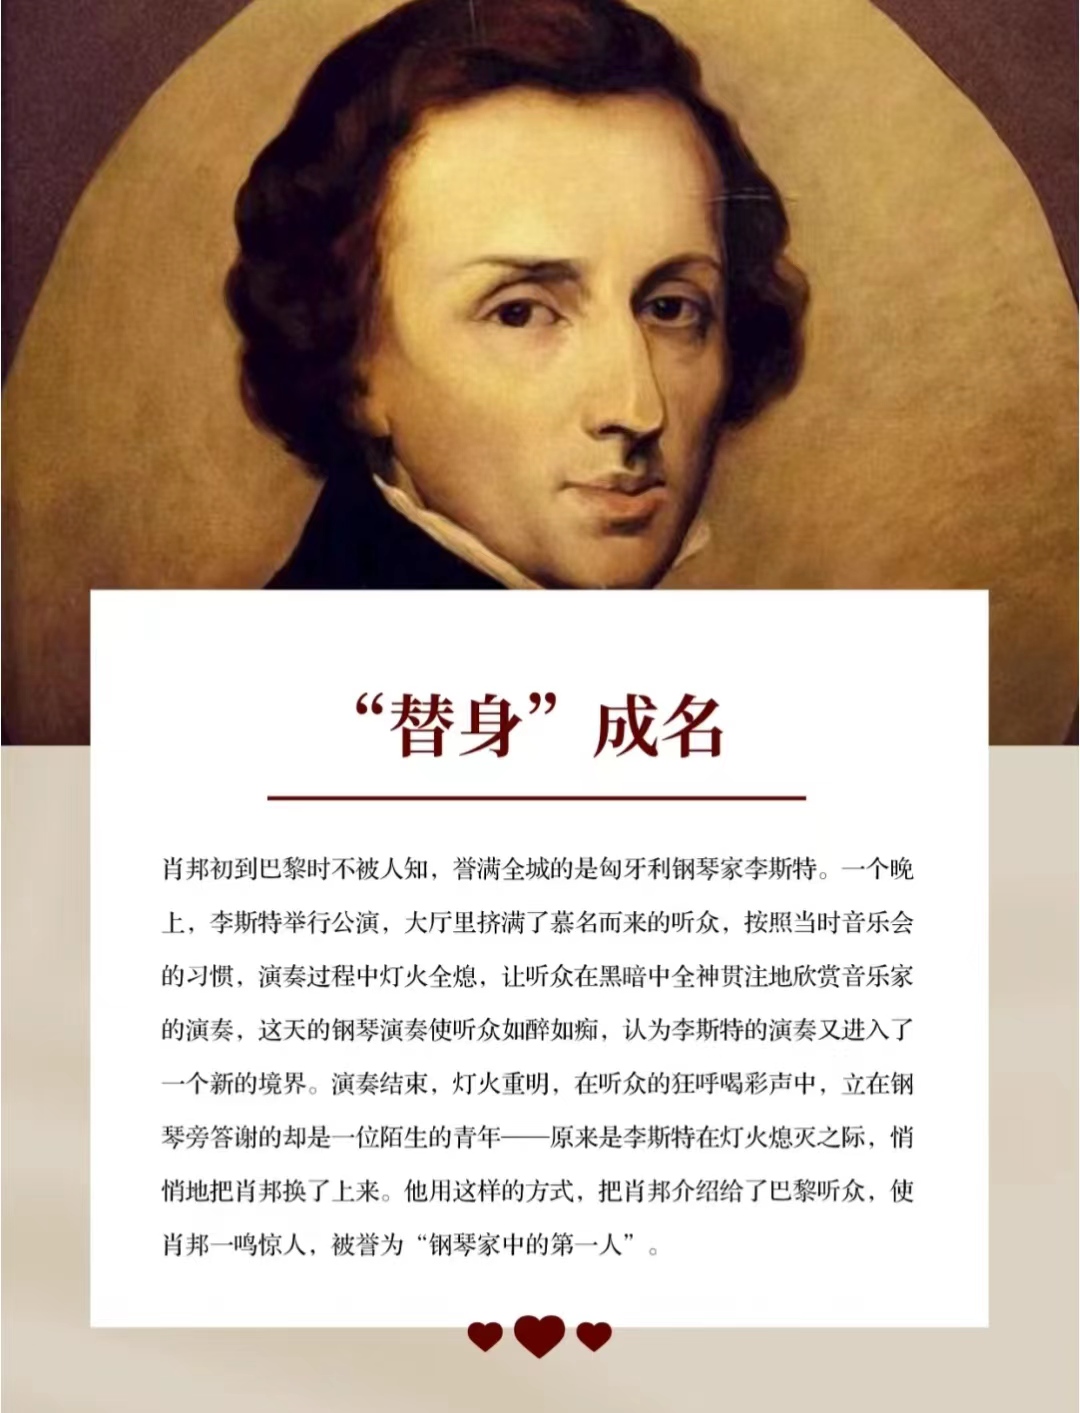 “替身”成名
肖邦初到巴黎时不被人知，誉满全城的是匈牙利钢琴家李斯特。一个晚
上，李斯特举行公演，大厅里挤满了慕名而来的听众，按照当时音乐会
的习惯，演奏过程中灯火全熄，让听众在黑暗中全神贯注地欣赏音乐家
的演奏，这天的钢琴演奏使听众如醉如痴，认为李斯特的演奏又进入了
一个新的境界。演奏结束，灯火重明，在听众的狂呼喝彩声中，立在钢
琴旁答谢的却是一位陌生的青年——原来是李斯特在灯火熄灭之际，悄
悄地把肖邦换了上来。他用这样的方式，把肖邦介绍给了巴黎听众，使
肖邦一鸣惊人，被誉为“钢琴家中的第一人”。